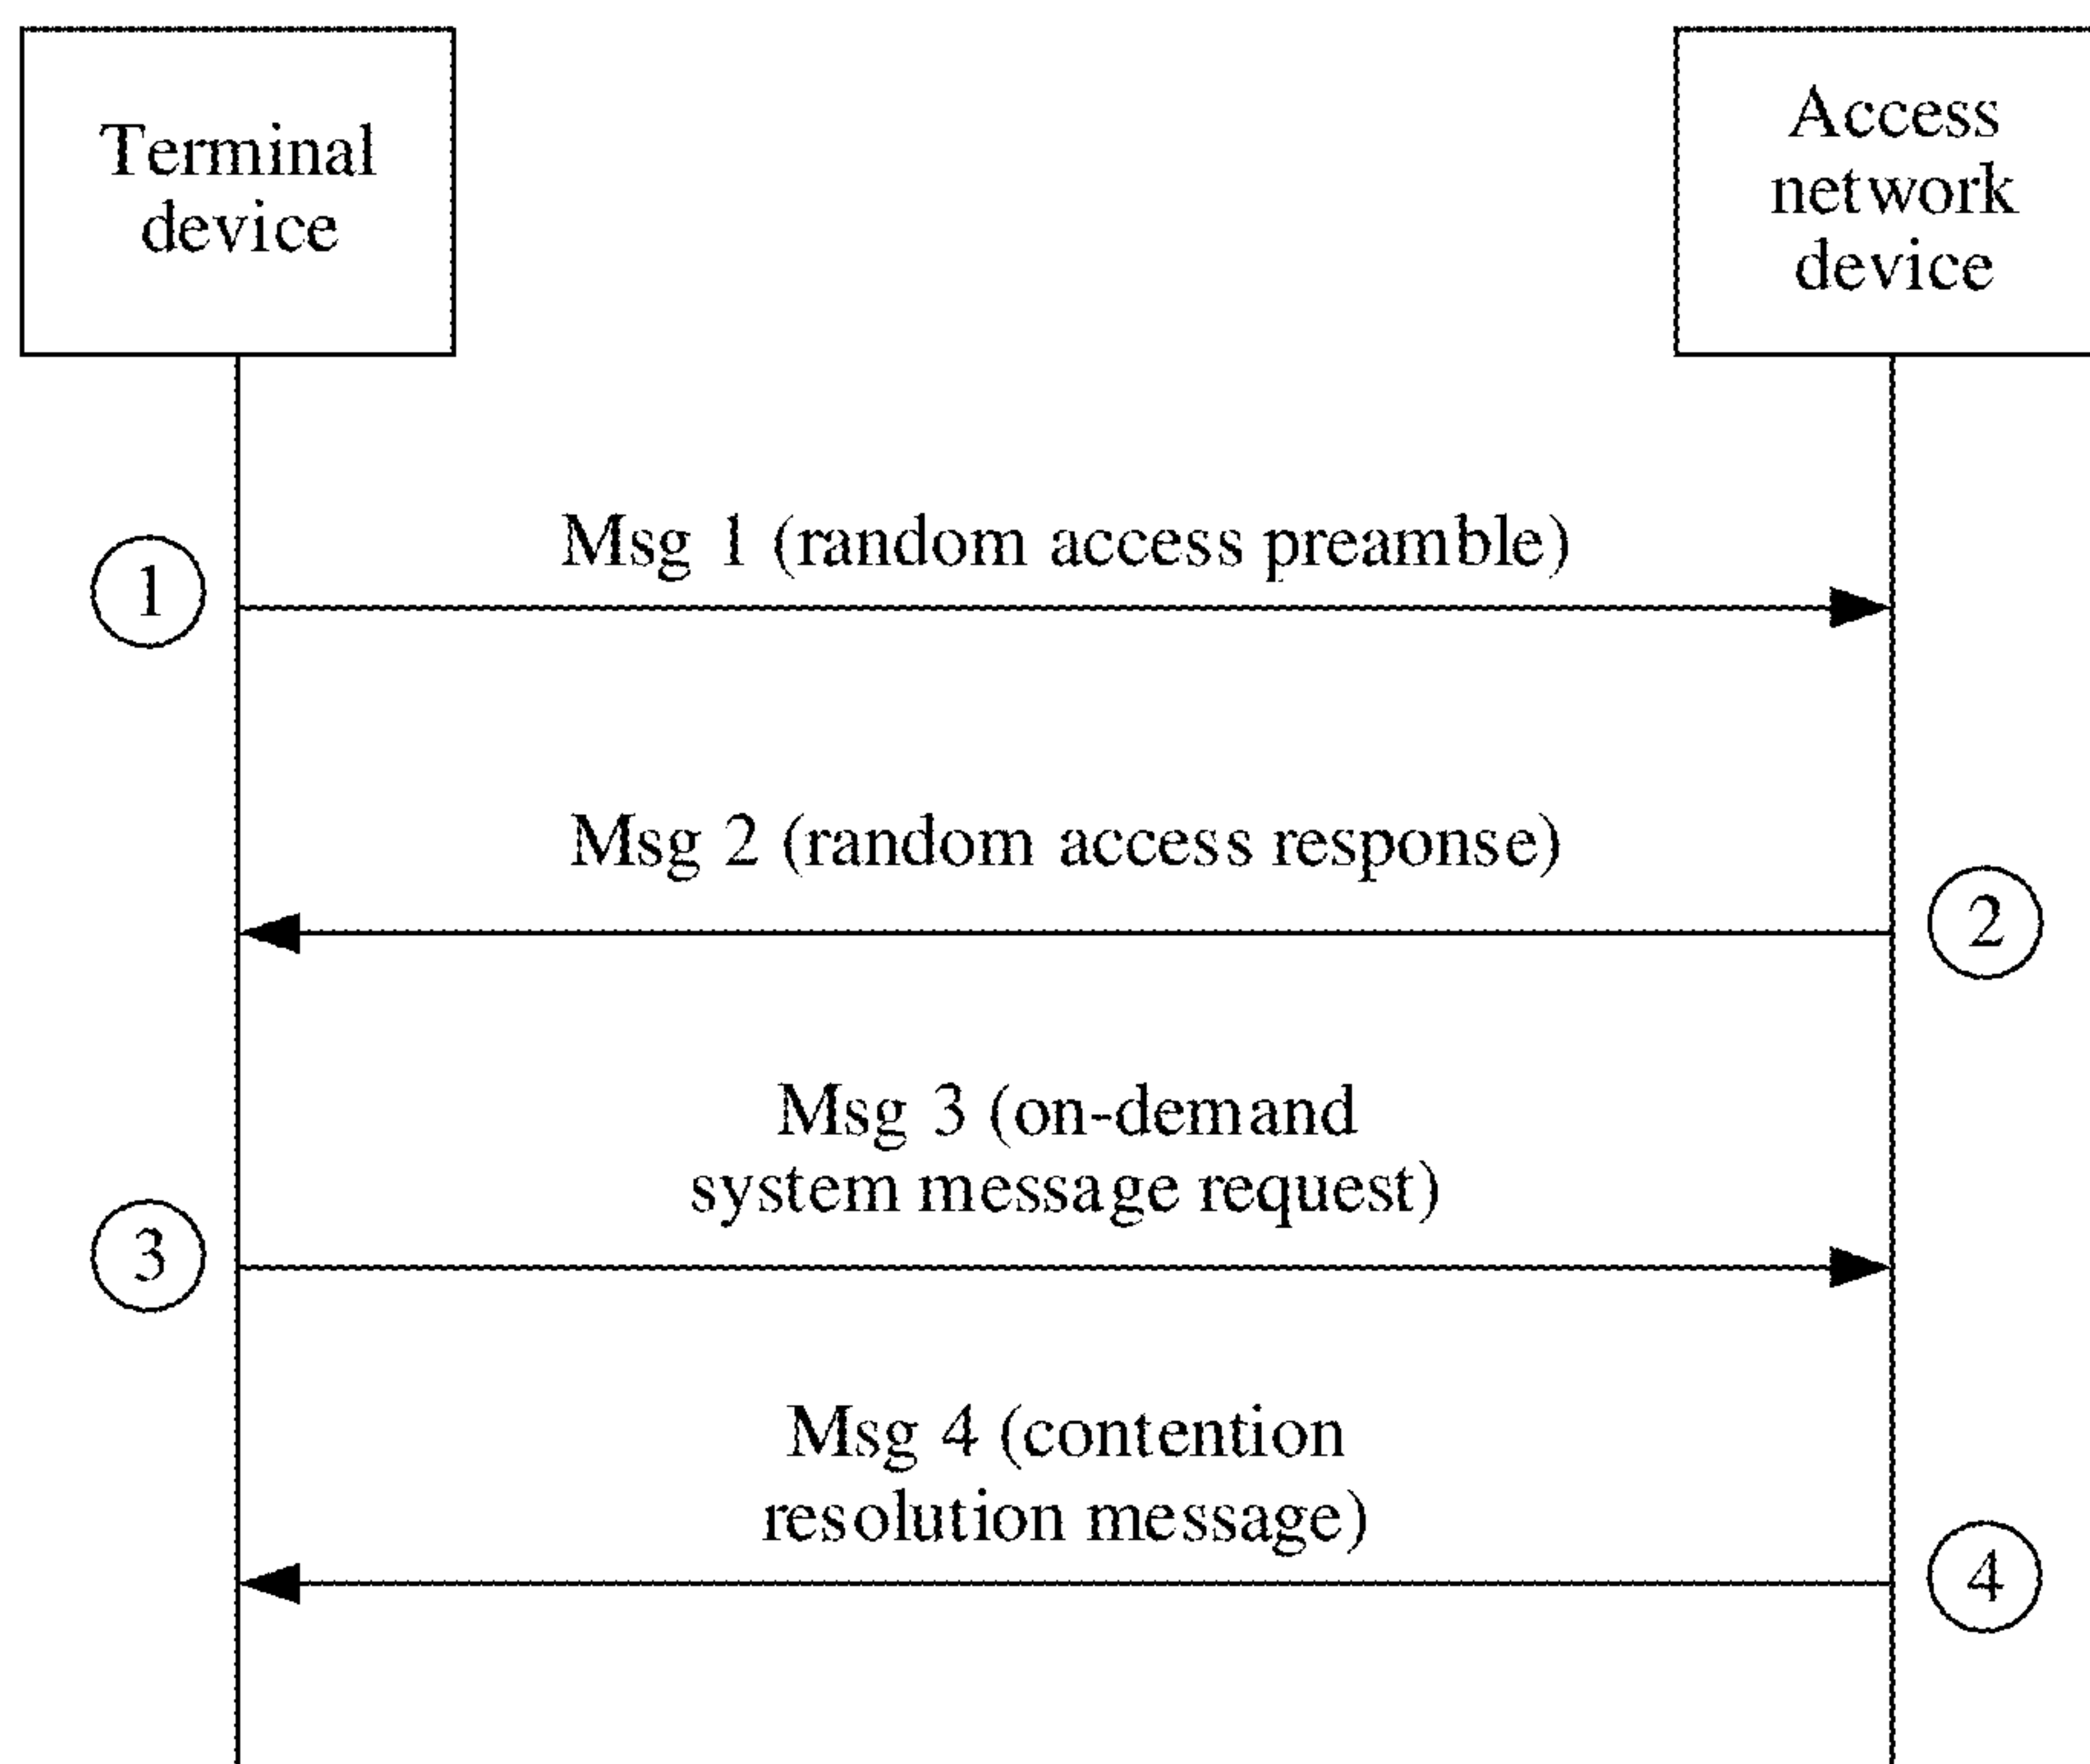 Terminal
device
Access
network
device
Msg 1 (random access preamble)
1
Msg 2 (random access response)
2
Msg 3 (on-demand
system message request)
3
Msg 4 (contention
resolution message)
4